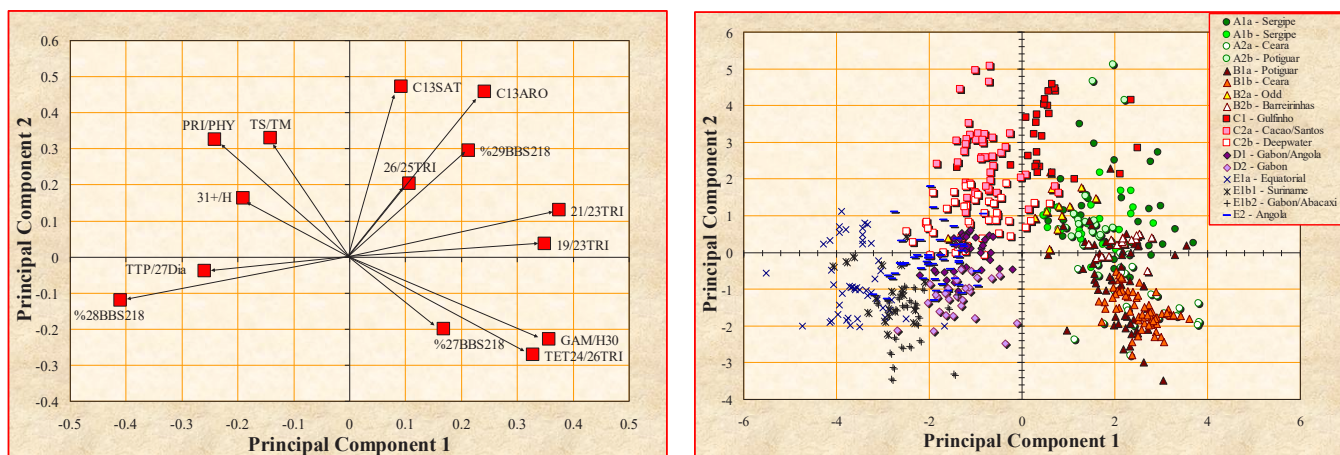 0.6
0.5
0.4
0.3
0.2
0.1
0
-0.1
-0.2
-0.3
-0.4
Principal Component 2
C13SAT
C13ARO
PRI/PHY
TS/TM
%29BBS218
26/25TRI
31+/H
21/23TRI
19/23TRI
TTP/27Dia
%28BBS218
%27BBS218
GAM/H30
TET24/26TRI
-0.5 -0.4 -0.3 -0.2 -0.1 0 0.1 0.2 0.3 0.4 0.5
Principal Component 1
6
5
4
3
2
1
0
-1
-2
-3
-4
Principal Component 2
A1a - Sergipe
A1b - Sergipe
A2a - Ceara
A2b - Potiguar
B1a - Potiguar
B1b - Ceara
B2a - Odd
B2b - Barreirinhas
C1 - Gulfinho
C2a - Cacao/Santos
C2b - Deepwater
D1 - Gabon/Angola
D2 - Gabon
E1a - Equatorial
E1b1 - Suriname
E1b2 - Gabon/Abacaxi
E2 - Angola
-6 -4 -2 0 2 4 6
Principal Component 1